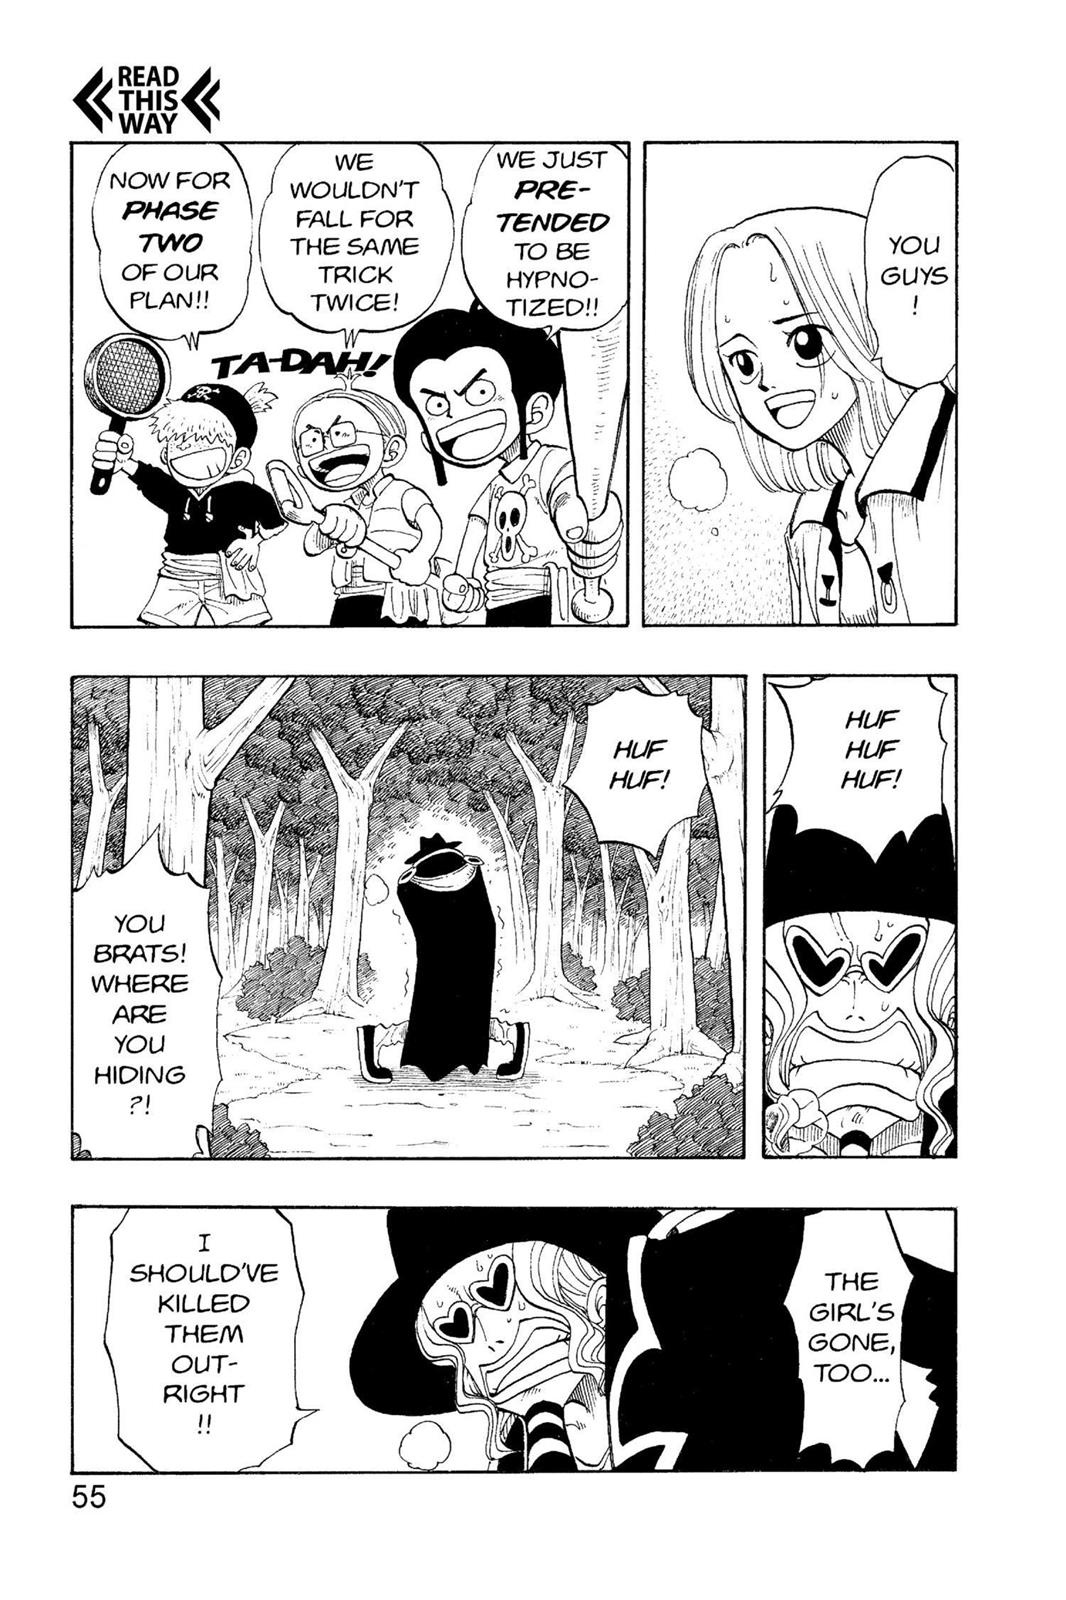 READ
THIS
WAY
YOU
GUYS
!
WE JUST
PRE-
TENDED
TO BE
HYPNO-
TIZED!!
WE
WOULDN'T
FALL FOR
THE SAME
TRICK
TWICE!
NOW FOR
PHASE
TWO
OF OUR
PLAN!!
TA-DAH!
HUF
HUF
HUF!
HUF
HUF!
YOU
BRATS!
WHERE
ARE
YOU
HIDING
?!
THE
GIRL'S
GONE,
TOO...
I
SHOULD'VE
KILLED
THEM
OUT-
RIGHT
!!
55